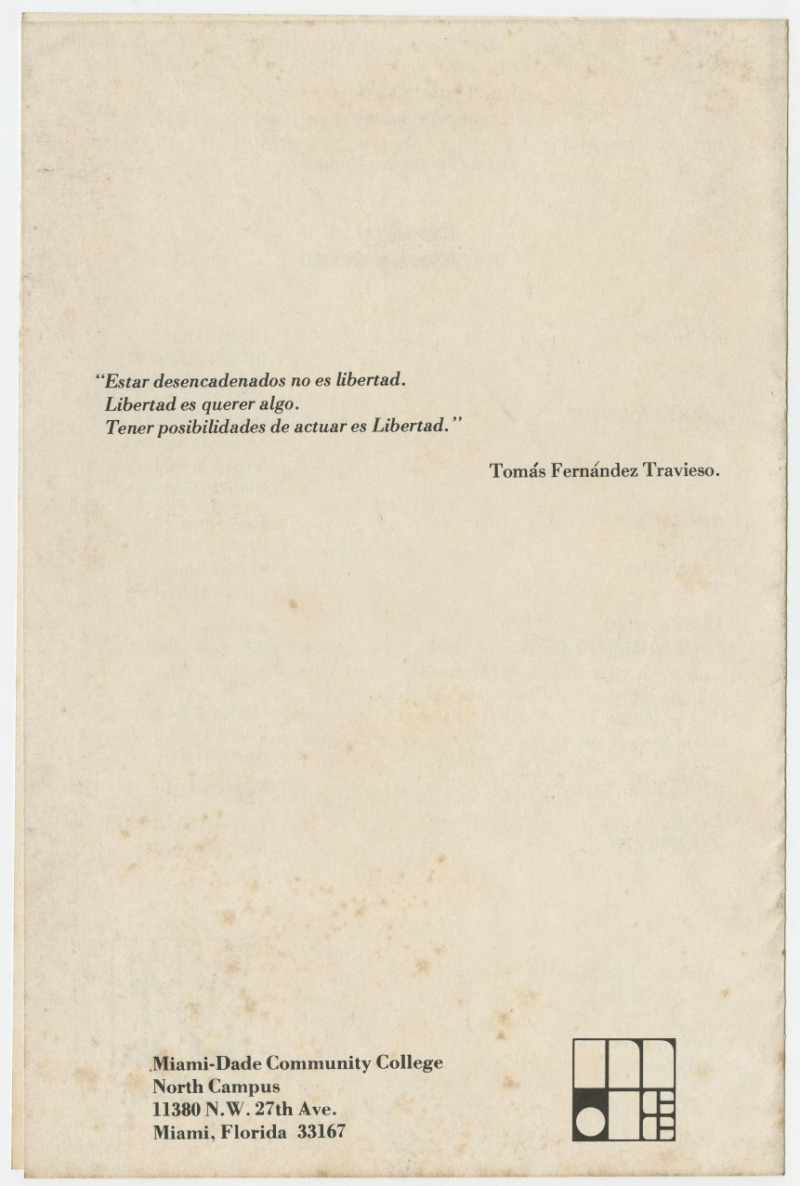 “Estar desencadenados no es libertad.
Libertad es querer algo.
Tener posibilidades de actuar es Libertad.”
Tomás Fernández Travieso.
Miami-Dade Community College
North Campus
11380 N.W. 27th Ave.
Miami, Florida 33167